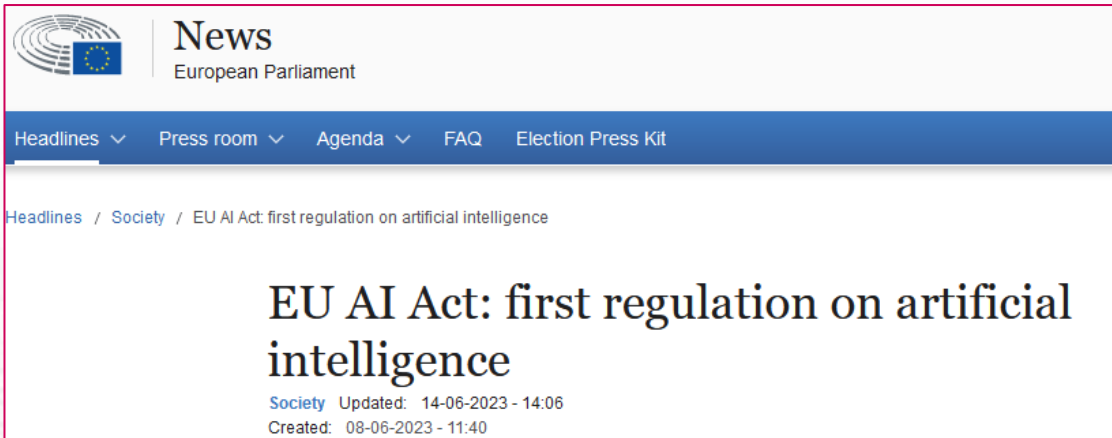 News
European Parliament
Headlines Press room Agenda FAQ Election Press Kit
Headlines / Society / EU AI Act: first regulation on artificial intelligence
EU AI Act: first regulation on artificial
intelligence
Society Updated: 14-06-2023 - 14:06
Created: 08-06-2023 - 11:40